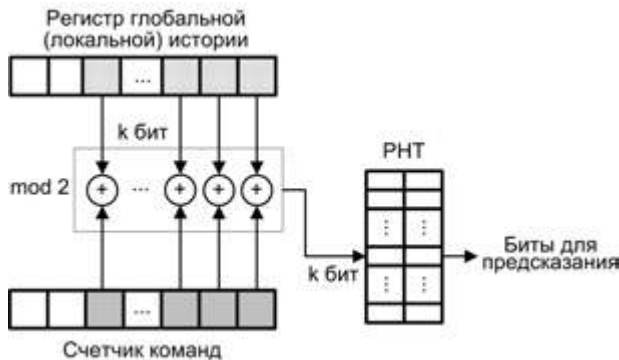 Регистр глобальной
(локальной) истории
...
k бит
PHT
mod 2
+ ... + + +
⋮ ⋮
Биты для
предсказания
k бит
⋮ ⋮
...
Счетчик команд